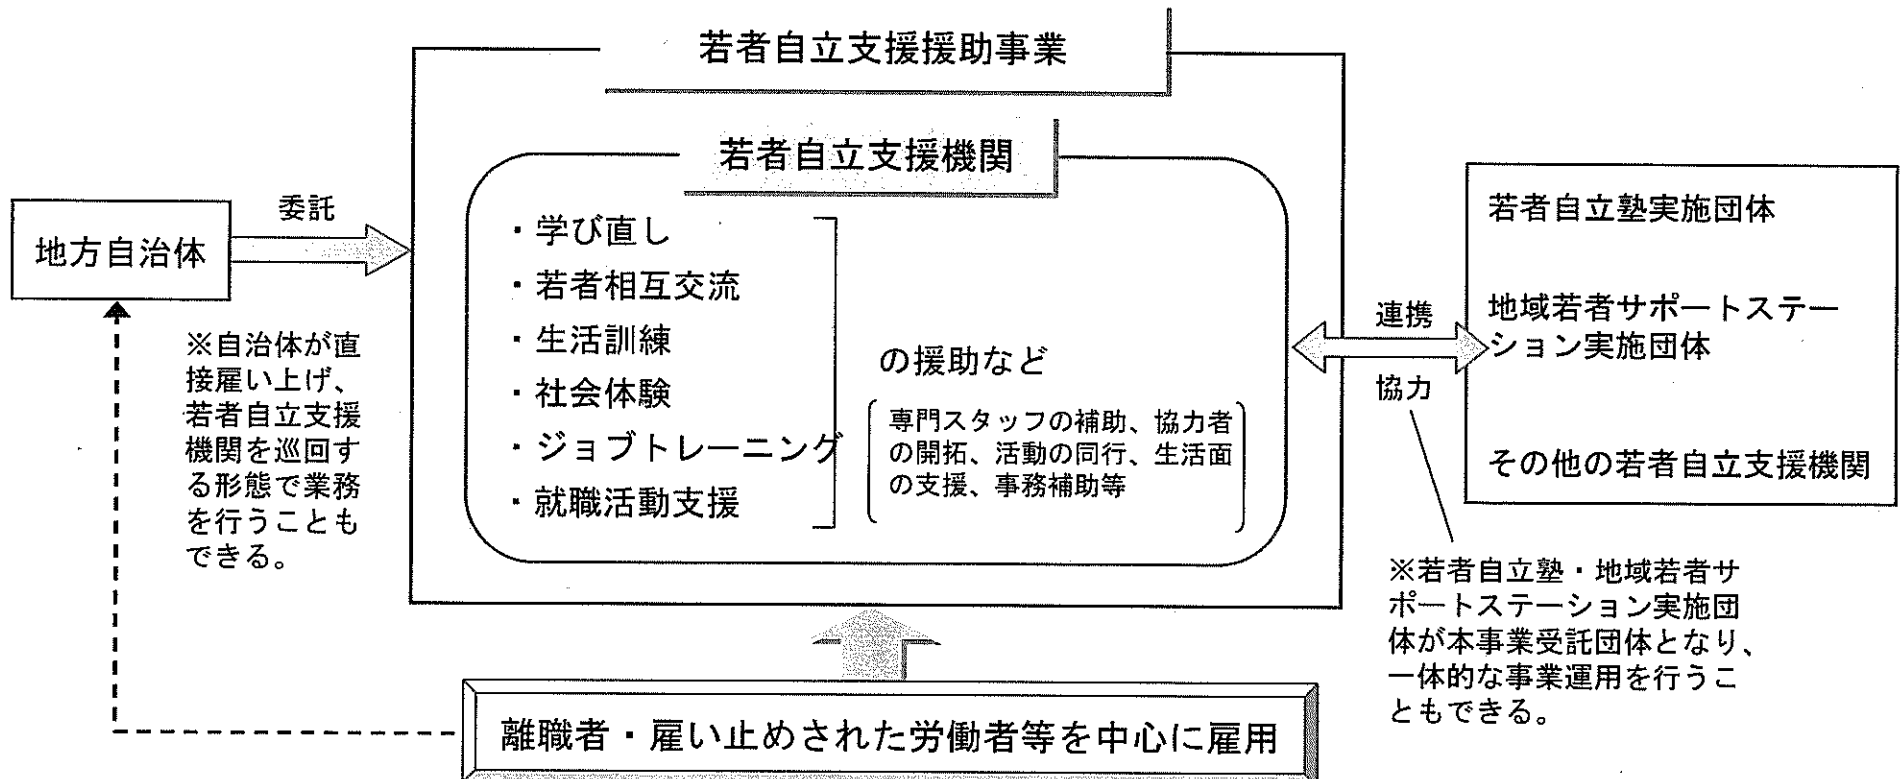 若者自立支援援助事業
若者自立支援機関
地方自治体
委託
※自治体が直
接雇い上げ、
若者自立支援
機関を巡回す
る形態で業務
を行うことも
できる。
・学び直し
・若者相互交流
・生活訓練
・社会体験
・ジョブトレーニング
・就職活動支援
の援助など
専門スタッフの補助、協力者
の開拓、活動の同行、生活面
の支援、事務補助等
連携
協力
若者自立塾実施団体
地域若者サポートステー
ション実施団体
その他の若者自立支援機関
※若者自立塾・地域若者サ
ポートステーション実施団
体が本事業受託団体となり、
一体的な事業運用を行うこ
ともできる。
離職者・雇い止めされた労働者等を中心に雇用